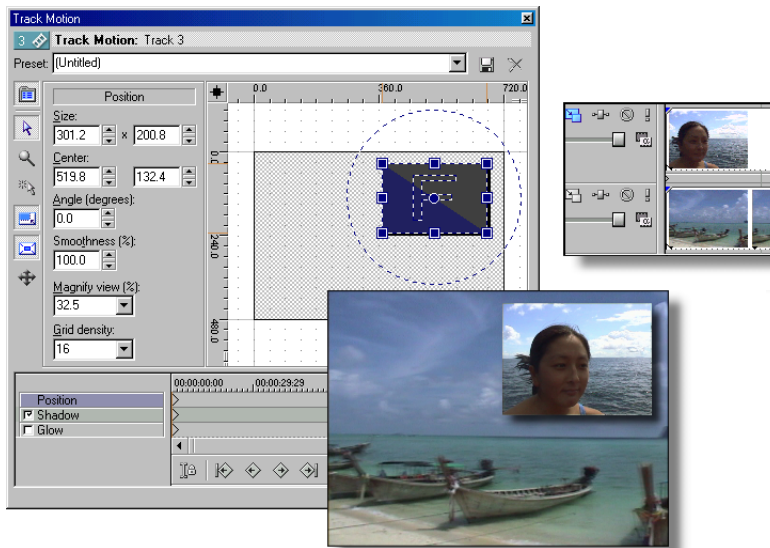 Track Motion
3 Track Motion: Track 3
Preset: (Untitled)
Position
Size:
301.2 x 200.8
Center:
519.8 132.4
Angle (degrees):
0.0
Smoothness (%):
100.0
Magnify view (%):
32.5
Grid density:
16
0.0 360.0 720.0
0.0
240.0
480.0
F
00:00:00:00 00:00:29:29
Position
Shadow
Glow
α
α